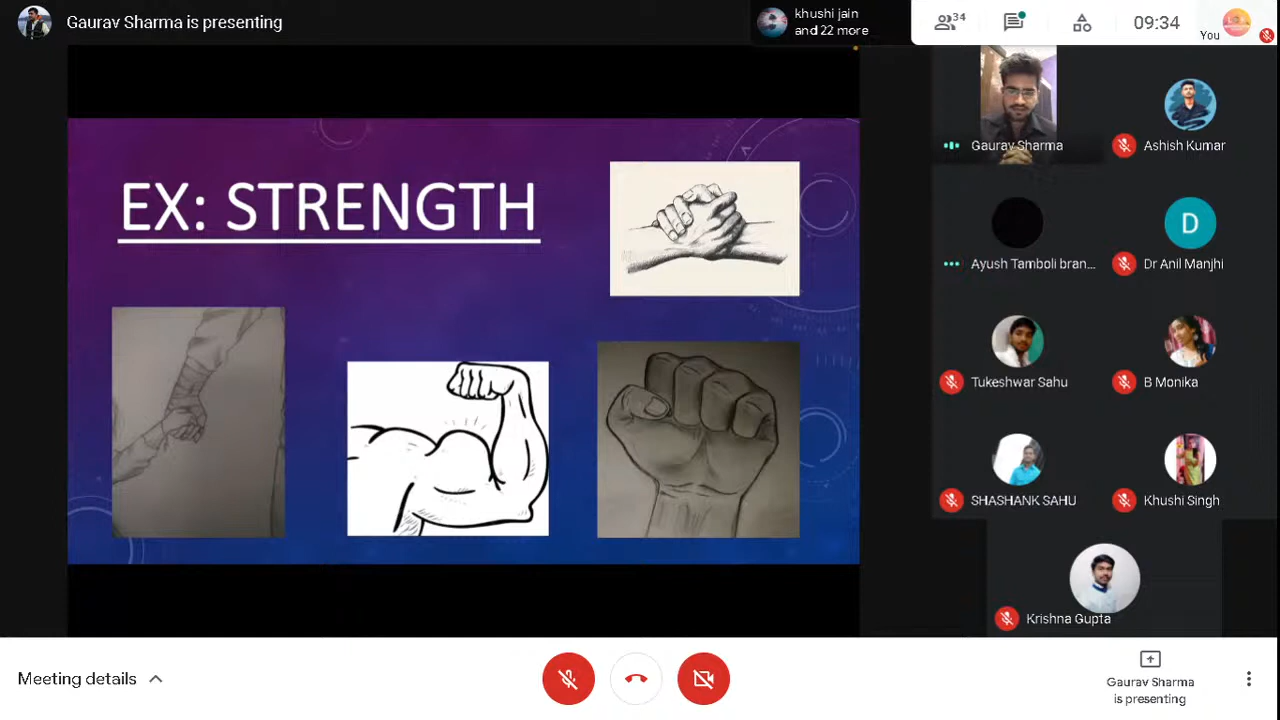 Gaurav Sharma is presenting
khushi jain
and 22 more
34
09:34
You
EX: STRENGTH
Gaurav Sharma
Ashish Kumar
Ayush Tamboli bran...
D
Dr Anil Manjhi
Tukeshwar Sahu
B Monika
SHASHANK SAHU
Khushi Singh
Krishna Gupta
Meeting details
Gaurav Sharma
is presenting